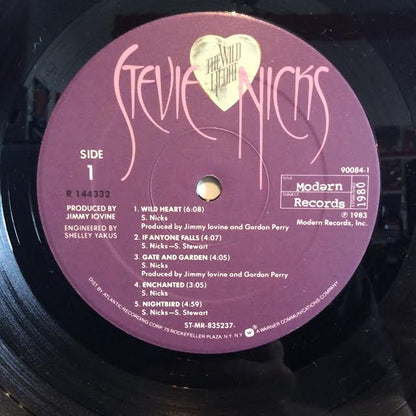 STEVIE NICKS
THE WILD
HEART
SIDE
1
R 144332
PRODUCED BY
JIMMY IOVINE
ENGINEERED BY
SHELLEY YAKUS
90084-1
TITLE
Modern
SUBJECT
Records
1980
℗ 1983
Modern Records, Inc.
1. WILD HEART (6:08)
S. Nicks
Produced by Jimmy Iovine and Gordon Perry
2. IF ANYONE FALLS (4:07)
S. Nicks—S. Stewart
3. GATE AND GARDEN (4:05)
S. Nicks
Produced by Jimmy Iovine and Gordon Perry
4. ENCHANTED (3:05)
S. Nicks
5. NIGHTBIRD (4:59)
S. Nicks—S. Stewart
ST-MR-835237-
DIST. BY ATLANTIC RECORDING CORP. 75 ROCKEFELLER PLAZA, N.Y., N.Y. A WARNER COMMUNICATIONS COMPANY